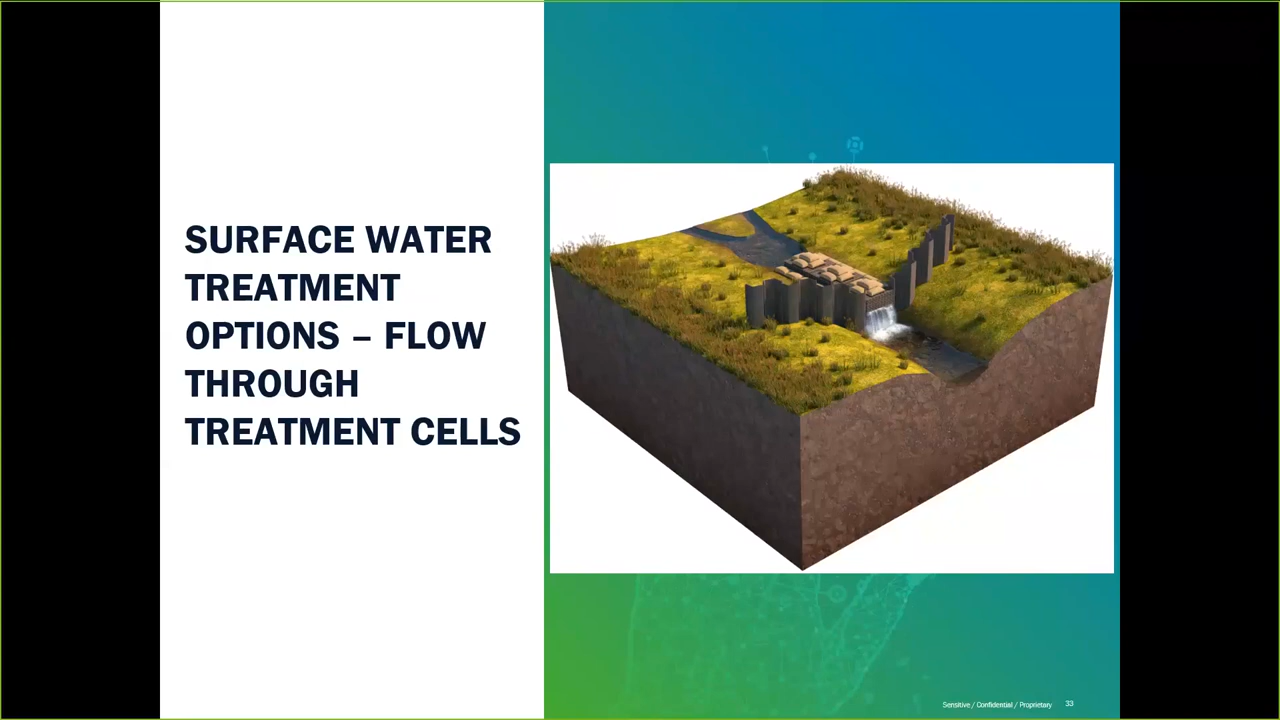 SURFACE WATER
TREATMENT
OPTIONS – FLOW
THROUGH
TREATMENT CELLS
Sensitive / Confidential / Proprietary 33